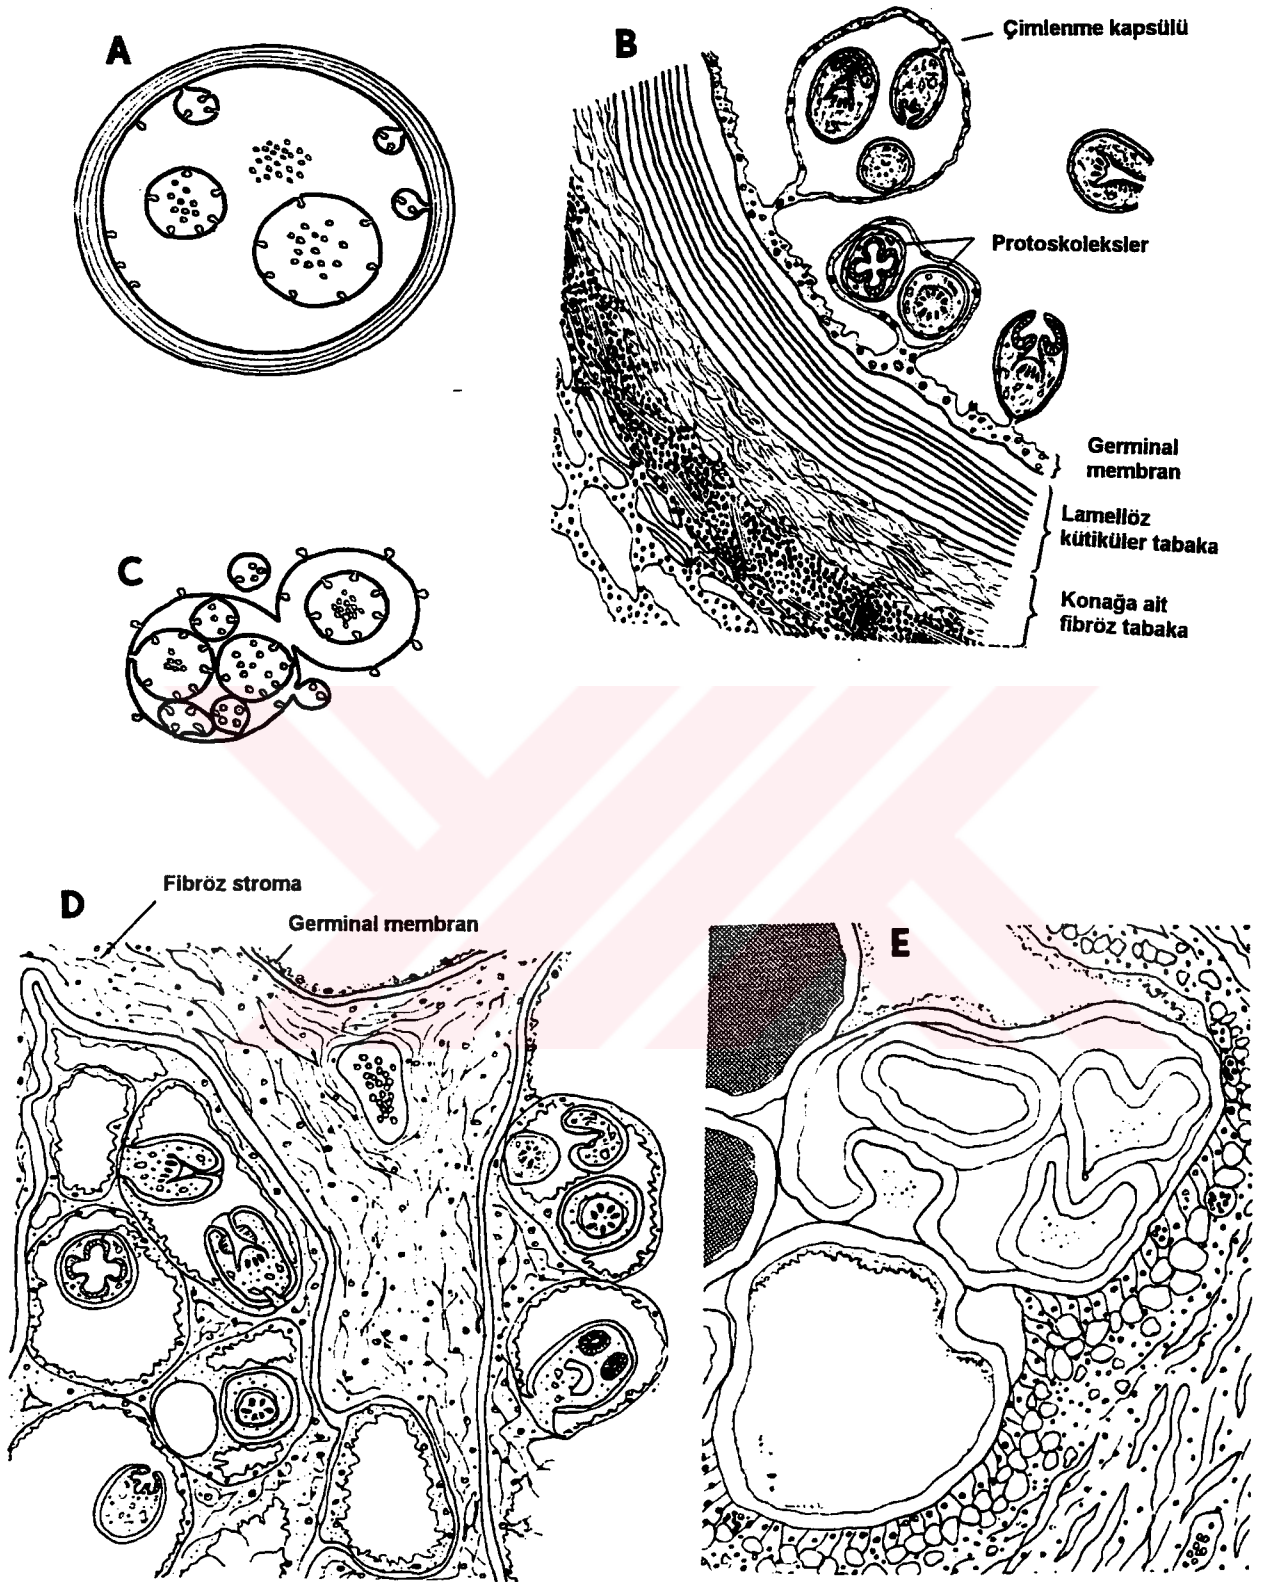 A
B
Çimlenme kapsülü
Protoskoleksler
Germinal
membran
Lamellöz
kütiküler tabaka
Konağa ait
fibröz tabaka
C
D
Fibröz stroma
Germinal membran
E